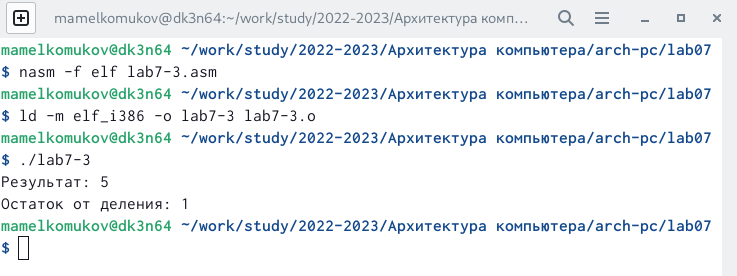 mamelkomukov@dk3n64:~/work/study/2022-2023/Архитектура комп…
mamelkomukov@dk3n64 ~/work/study/2022-2023/Архитектура компьютера/arch-pc/lab07
$ nasm -f elf lab7-3.asm
mamelkomukov@dk3n64 ~/work/study/2022-2023/Архитектура компьютера/arch-pc/lab07
$ ld -m elf_i386 -o lab7-3 lab7-3.o
mamelkomukov@dk3n64 ~/work/study/2022-2023/Архитектура компьютера/arch-pc/lab07
$ ./lab7-3
Результат: 5
Остаток от деления: 1
mamelkomukov@dk3n64 ~/work/study/2022-2023/Архитектура компьютера/arch-pc/lab07
$